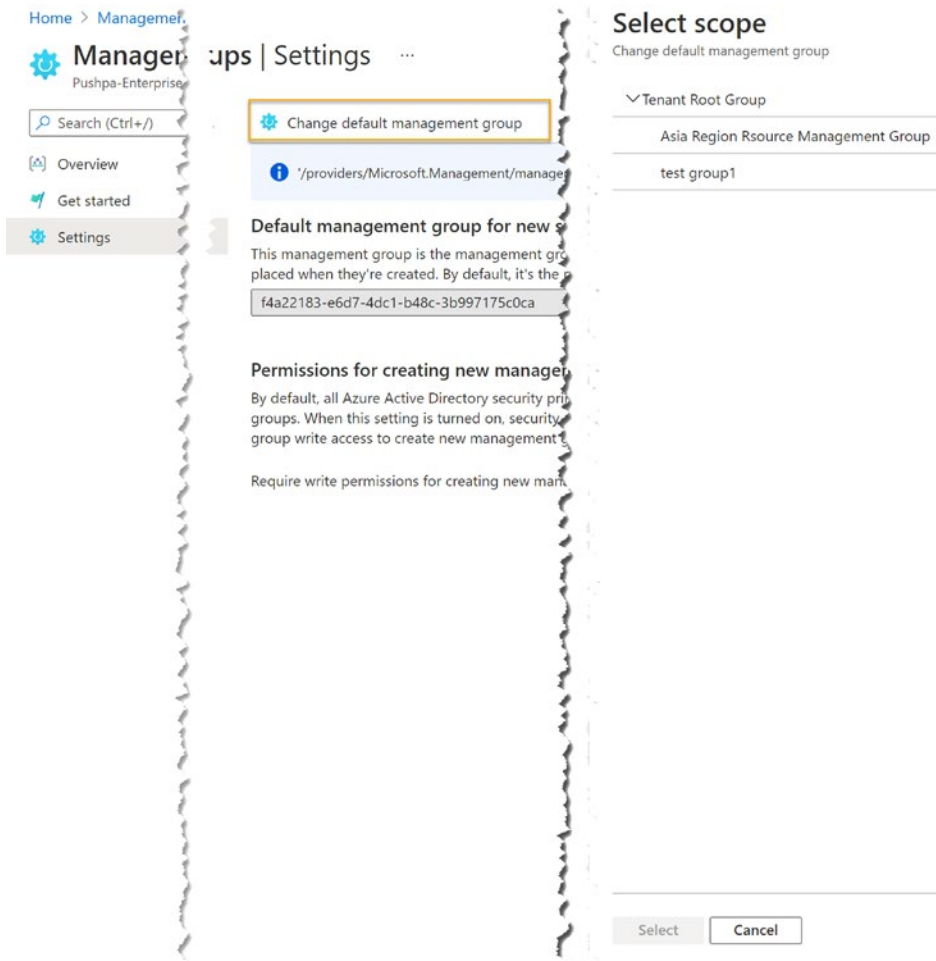 Home > Managemen
Manager ups | Settings ...
Pushpa-Enterprise
Search (Ctrl+/)
Overview
Get started
Settings
Change default management group
'/providers/Microsoft.Management/manage
Default management group for new s
This management group is the management gro
placed when they're created. By default, it's the
f4a22183-e6d7-4dc1-b48c-3b997175c0ca
Permissions for creating new manager
By default, all Azure Active Directory security prin
groups. When this setting is turned on, security
group write access to create new management g
Require write permissions for creating new man
Select scope
Change default management group
Tenant Root Group
Asia Region Rsource Management Group
test group1
Select
Cancel